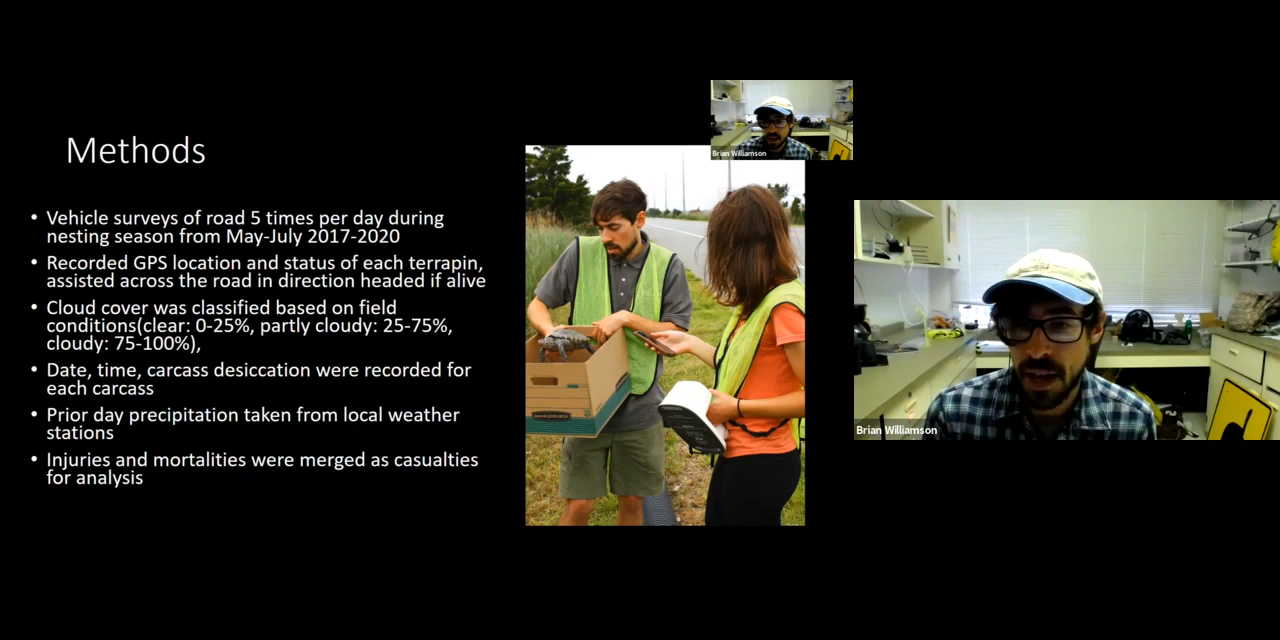 Methods
• Vehicle surveys of road 5 times per day during
nesting season from May-July 2017-2020
• Recorded GPS location and status of each terrapin,
assisted across the road in direction headed if alive
• Cloud cover was classified based on field
conditions(clear: 0-25%, partly cloudy: 25-75%,
cloudy: 75-100%),
• Date, time, carcass desiccation were recorded for
each carcass
• Prior day precipitation taken from local weather
stations
• Injuries and mortalities were merged as casualties
for analysis
Brian Williamson
Brian Williamson